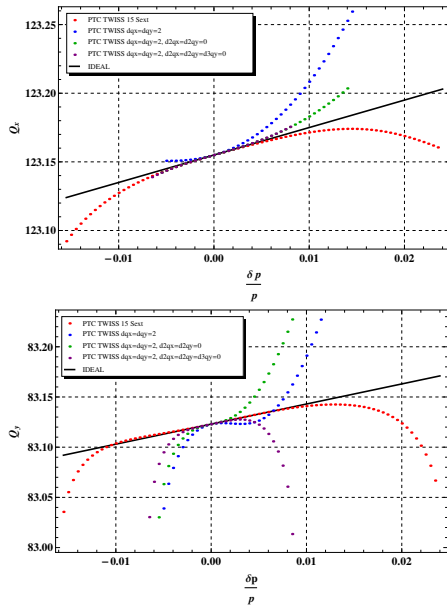 123.25
123.20
123.15
123.10
Qx
PTC TWISS 15 Sext
PTC TWISS dqx=dqy=2
PTC TWISS dqx=dqy=2, d2qx=d2qy=0
PTC TWISS dqx=dqy=2, d2qx=d2qy=d3qy=0
IDEAL
−0.01 0.00 0.01 0.02
δ p
p
83.20
83.15
83.10
83.05
83.00
Qy
PTC TWISS 15 Sext
PTC TWISS dqx=dqy=2
PTC TWISS dqx=dqy=2, d2qx=d2qy=0
PTC TWISS dqx=dqy=2, d2qx=d2qy=d3qy=0
IDEAL
−0.01 0.00 0.01 0.02
δp
p